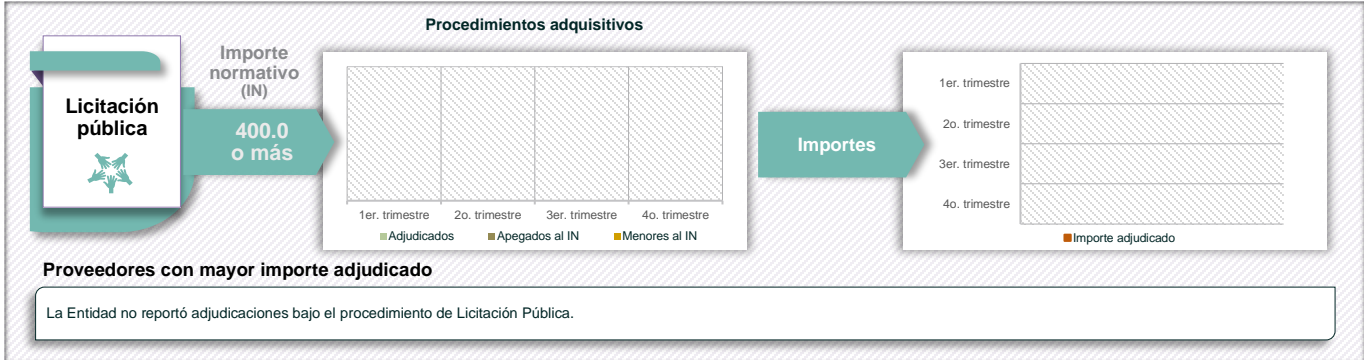 Procedimientos adquisitivos
Licitación
pública
Importe
normativo
(IN)
400.0
o más
1er. trimestre 2o. trimestre 3er. trimestre 4o. trimestre
Adjudicados Apegados al IN Menores al IN
Importes
1er. trimestre
2o. trimestre
3er. trimestre
4o. trimestre
Importe adjudicado
Proveedores con mayor importe adjudicado
La Entidad no reportó adjudicaciones bajo el procedimiento de Licitación Pública.